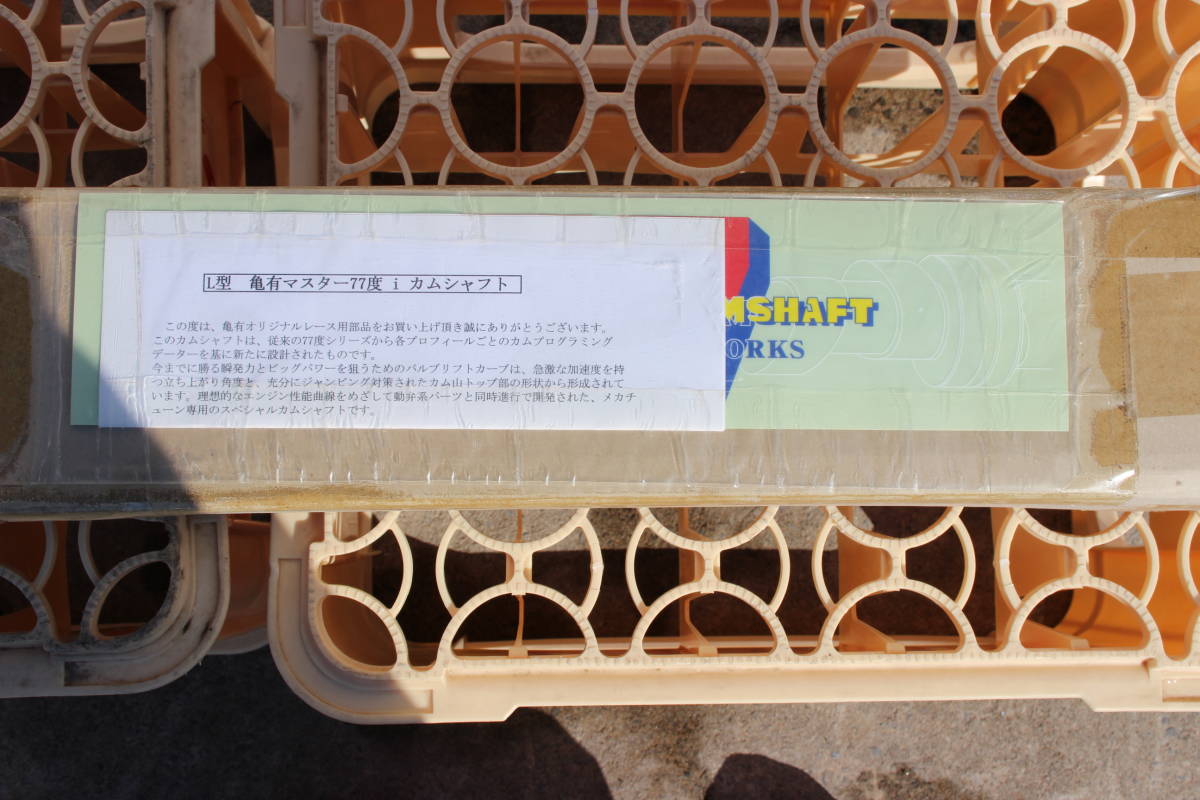 L型 亀有マスター77度 i カムシャフト
この度は、亀有オリジナルレース用部品をお買い上げ頂き誠にありがとうございます。
このカムシャフトは、従来の77度シリーズから各プロフィールごとのカムプログラミング
データーを基に新たに設計されたものです。
今までに勝る瞬発力とビッグパワーを狙うためのバルブリフトカーブは、急激な加速度を持
つ立ち上がり角度と、充分にジャンピング対策されたカム山トップ部の形状から形成されて
います。理想的なエンジン性能曲線をめざして動弁系パーツと同時進行で開発された、メカチ
ューン専用のスペシャルカムシャフトです。
MSHAFT
ORKS